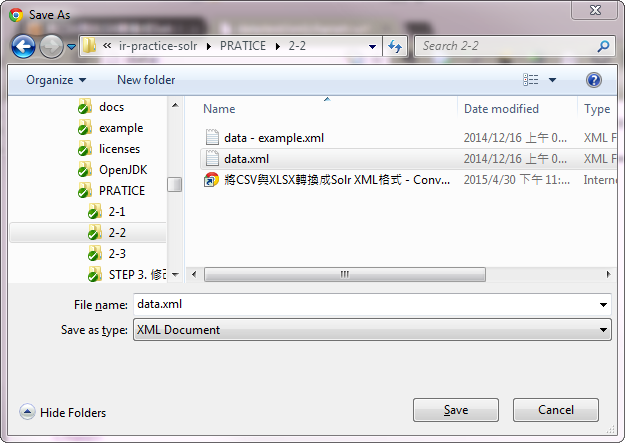 Save As
« ir-practice-solr ▸ PRATICE ▸ 2-2
Search 2-2
Organize
New folder
docs
example
licenses
OpenJDK
PRATICE
2-1
2-2
2-3
STEP 3. 修改
Name
Date modified
Type
data - example.xml
2014/12/16 上午 0...
XML F
data.xml
2014/12/16 上午 0...
XML F
將CSV與XLSX轉換成Solr XML格式 - Conv...
2015/4/30 下午 11:...
Intern
File name:
data.xml
Save as type:
XML Document
Hide Folders
Save
Cancel